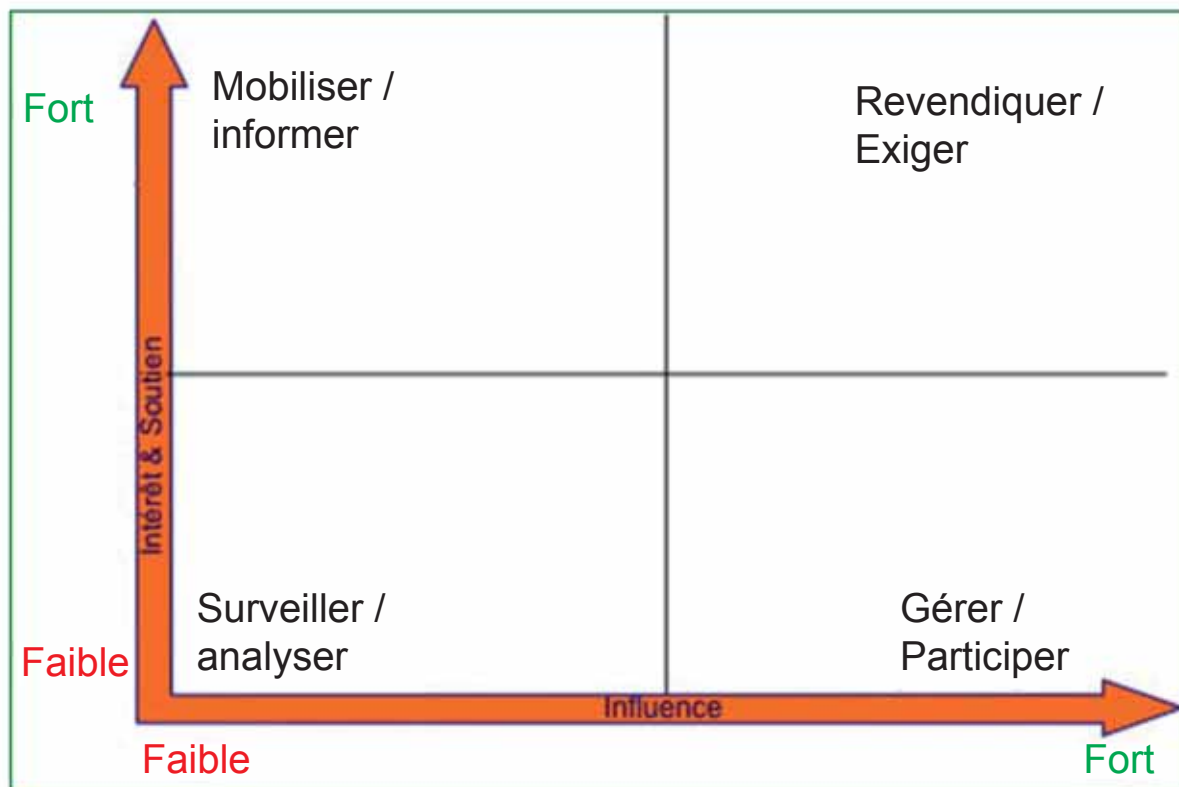 Fort
Mobiliser /
informer
Revendiquer /
Exiger
Intérêt & Soutien
Surveiller /
analyser
Gérer /
Participer
Faible
Influence
Faible
Fort